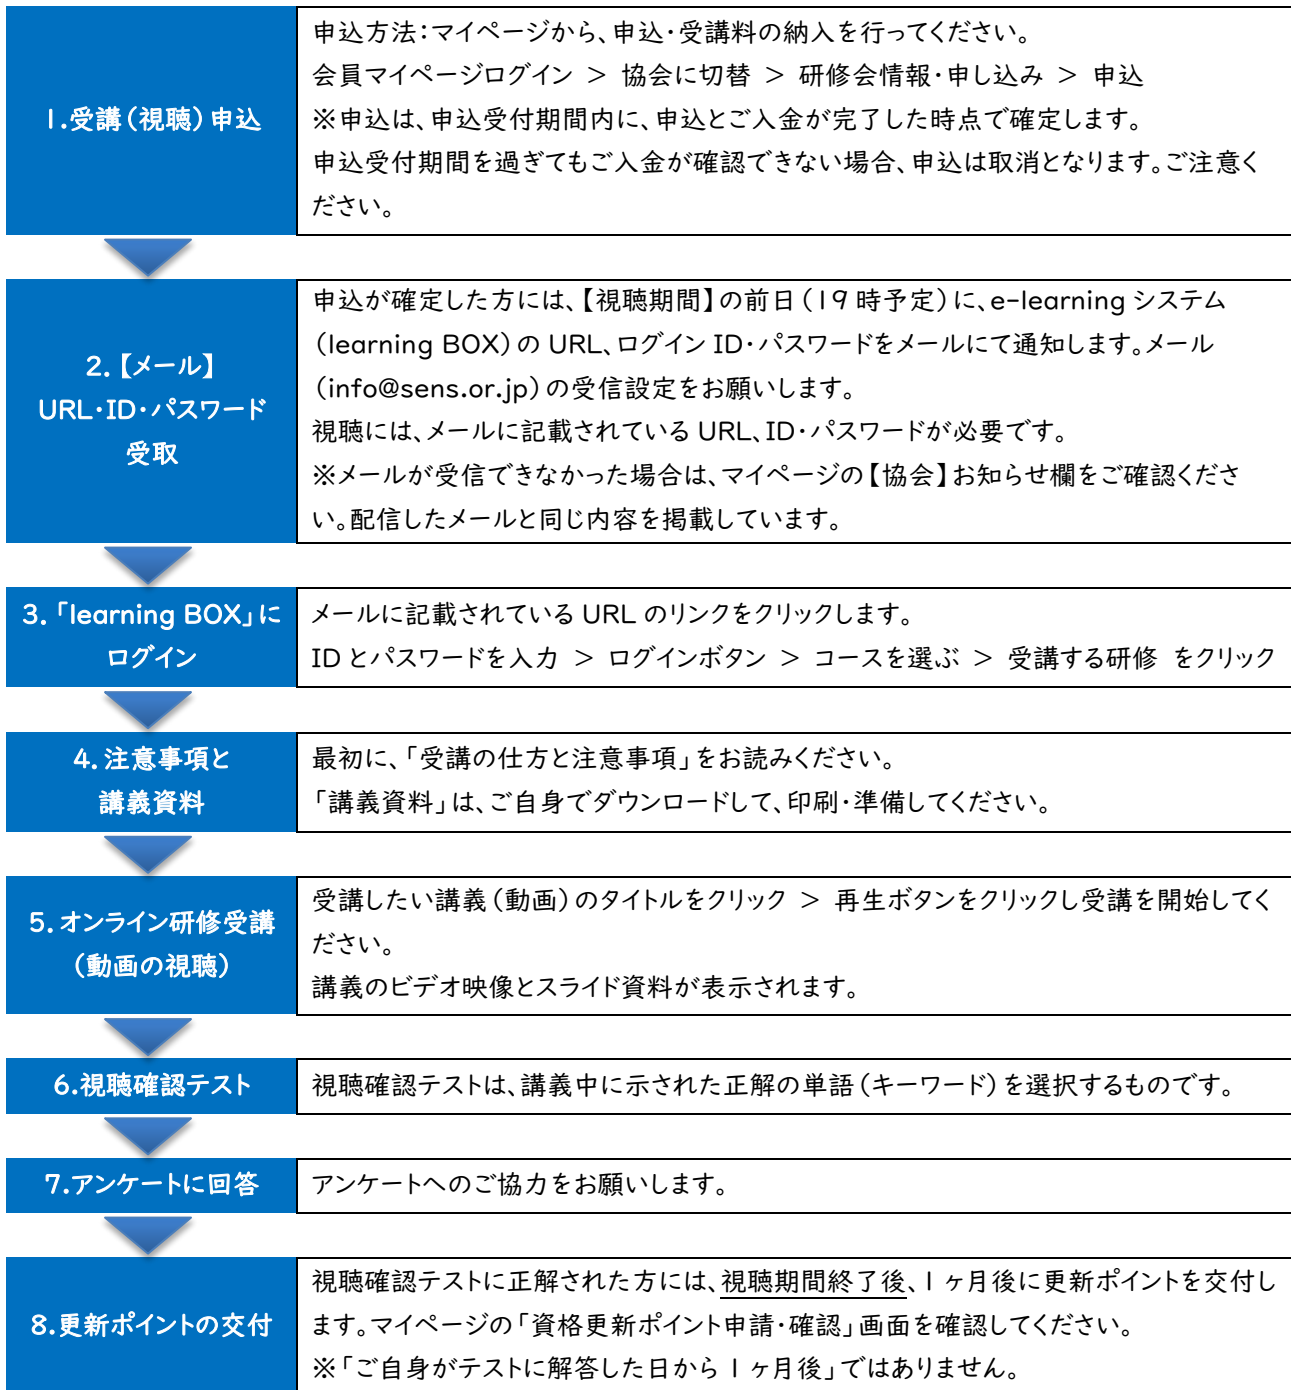 1.受講(視聴)申込
申込方法:マイページから、申込・受講料の納入を行ってください。
会員マイページログイン > 協会に切替 > 研修会情報・申し込み > 申込
※申込は、申込受付期間内に、申込とご入金が完了した時点で確定します。
申込受付期間を過ぎてもご入金が確認できない場合、申込は取消となります。ご注意く
ださい。
2.【メール】
URL・ID・パスワード
受取
申込が確定した方には、【視聴期間】の前日(19時予定)に、e-learning システム
(learning BOX)の URL、ログイン ID・パスワードをメールにて通知します。メール
(info@sens.or.jp)の受信設定をお願いします。
視聴には、メールに記載されている URL、ID・パスワードが必要です。
※メールが受信できなかった場合は、マイページの【協会】お知らせ欄をご確認くださ
い。配信したメールと同じ内容を掲載しています。
3.「learning BOX」に
ログイン
メールに記載されている URL のリンクをクリックします。
ID とパスワードを入力 > ログインボタン > コースを選ぶ > 受講する研修 をクリック
4.注意事項と
講義資料
最初に、「受講の仕方と注意事項」をお読みください。
「講義資料」は、ご自身でダウンロードして、印刷・準備してください。
5.オンライン研修受講
(動画の視聴)
受講したい講義(動画)のタイトルをクリック > 再生ボタンをクリックし受講を開始してく
ださい。
講義のビデオ映像とスライド資料が表示されます。
6.視聴確認テスト
視聴確認テストは、講義中に示された正解の単語(キーワード)を選択するものです。
7.アンケートに回答
アンケートへのご協力をお願いします。
8.更新ポイントの交付
視聴確認テストに正解された方には、視聴期間終了後、1ヶ月後に更新ポイントを交付し
ます。マイページの「資格更新ポイント申請・確認」画面を確認してください。
※「ご自身がテストに解答した日から1ヶ月後」ではありません。